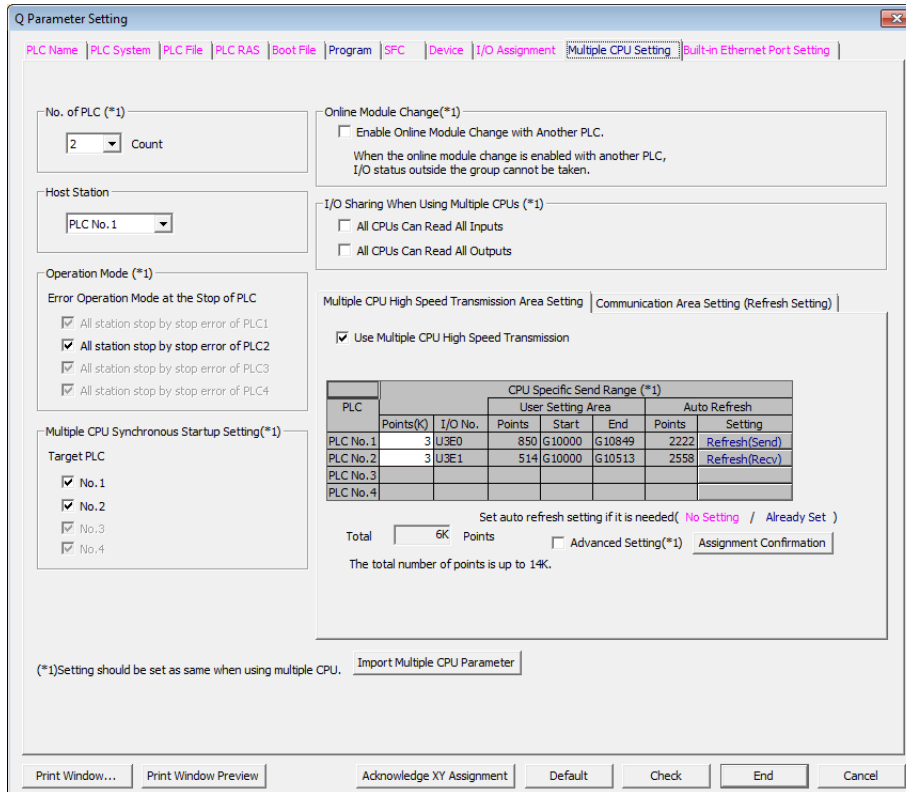 Q Parameter Setting
PLC Name PLC System PLC File PLC RAS Boot File Program SFC Device I/O Assignment Multiple CPU Setting Built-in Ethernet Port Setting
No. of PLC (*1)
2 Count
Host Station
PLC No.1
Operation Mode (*1)
Error Operation Mode at the Stop of PLC
All station stop by stop error of PLC1
All station stop by stop error of PLC2
All station stop by stop error of PLC3
All station stop by stop error of PLC4
Multiple CPU Synchronous Startup Setting(*1)
Target PLC
No.1
No.2
No.3
No.4
Online Module Change(*1)
Enable Online Module Change with Another PLC.
When the online module change is enabled with another PLC,
I/O status outside the group cannot be taken.
I/O Sharing When Using Multiple CPUs (*1)
All CPUs Can Read All Inputs
All CPUs Can Read All Outputs
Multiple CPU High Speed Transmission Area Setting Communication Area Setting (Refresh Setting)
Use Multiple CPU High Speed Transmission
CPU Specific Send Range (*1)
PLC User Setting Area Auto Refresh
Points(K) I/O No. Points Start End Points Setting
PLC No.1 3 U3E0 850 G10000 G10849 2222 Refresh(Send)
PLC No.2 3 U3E1 514 G10000 G10513 2558 Refresh(Recv)
PLC No.3
PLC No.4
Set auto refresh setting if it is needed( No Setting / Already Set )
Total 6K Points Advanced Setting(*1) Assignment Confirmation
The total number of points is up to 14K.
(*1)Setting should be set as same when using multiple CPU. Import Multiple CPU Parameter
Print Window... Print Window Preview Acknowledge XY Assignment Default Check End Cancel